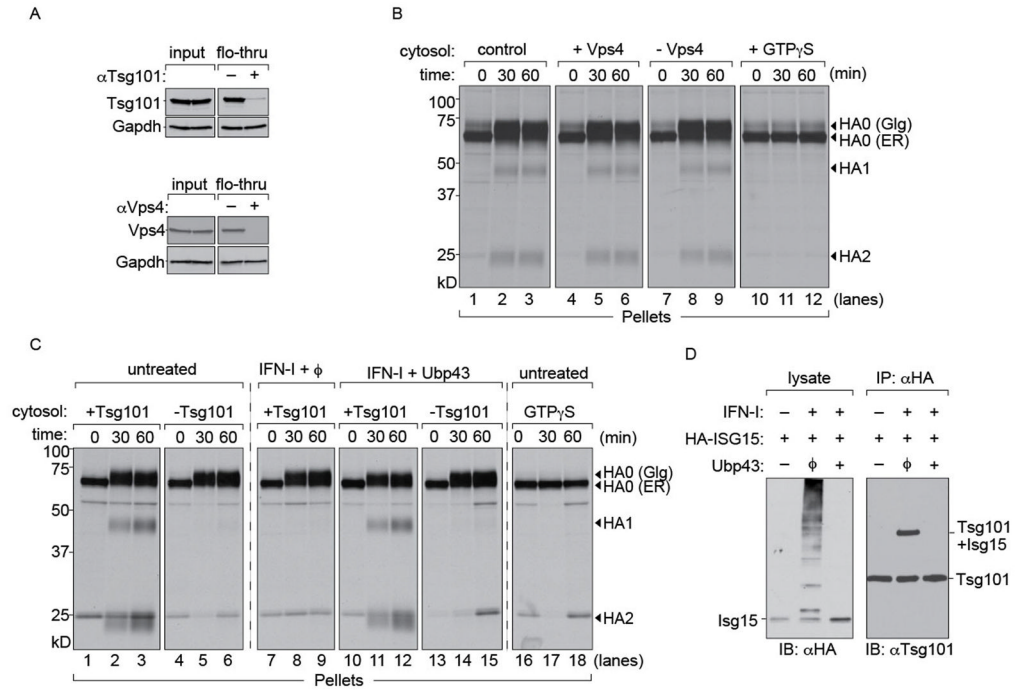 A
input flo-thru
αTsg101: – +
Tsg101
Gapdh
input flo-thru
αVps4: – +
Vps4
Gapdh
B
cytosol: control + Vps4 - Vps4 + GTPγS
time: 0 30 60 0 30 60 0 30 60 0 30 60 (min)
100
75
50
37
25
kD
HA0 (Glg)
HA0 (ER)
HA1
HA2
1 2 3 4 5 6 7 8 9 10 11 12 (lanes)
Pellets
C
untreated IFN-I + ϕ IFN-I + Ubp43 untreated
cytosol: +Tsg101 -Tsg101 +Tsg101 +Tsg101 -Tsg101 GTPγS
time: 0 30 60 0 30 60 0 30 60 0 30 60 0 30 60 0 30 60 (min)
100
75
50
37
25
kD
HA0 (Glg)
HA0 (ER)
HA1
HA2
1 2 3 4 5 6 7 8 9 10 11 12 13 14 15 16 17 18 (lanes)
Pellets
D
lysate IP: αHA
IFN-I: – + + – + +
HA-ISG15: + + + + + +
Ubp43: – ϕ + – ϕ +
Tsg101
+Isg15
Tsg101
Isg15
IB: αHA IB: αTsg101